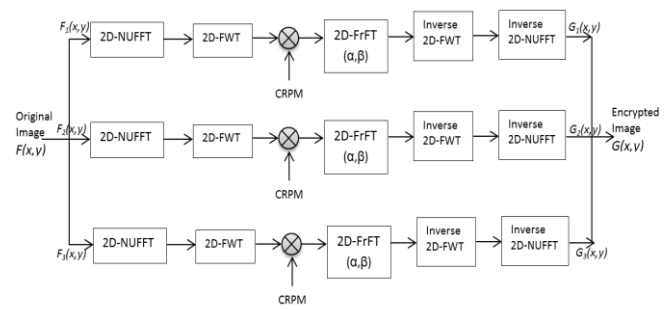 F₁(x,y)
2D-NUFFT
2D-FWT
CRPM
2D-FrFT
(α,β)
Inverse
2D-FWT
Inverse
2D-NUFFT
G₁(x,y)
Original
Image
F(x,y)
F₂(x,y)
2D-NUFFT
2D-FWT
CRPM
2D-FrFT
(α,β)
Inverse
2D-FWT
Inverse
2D-NUFFT
G₂(x,y)
Encrypted
Image
G(x,y)
F₃(x,y)
2D-NUFFT
2D-FWT
CRPM
2D-FrFT
(α,β)
Inverse
2D-FWT
Inverse
2D-NUFFT
G₃(x,y)